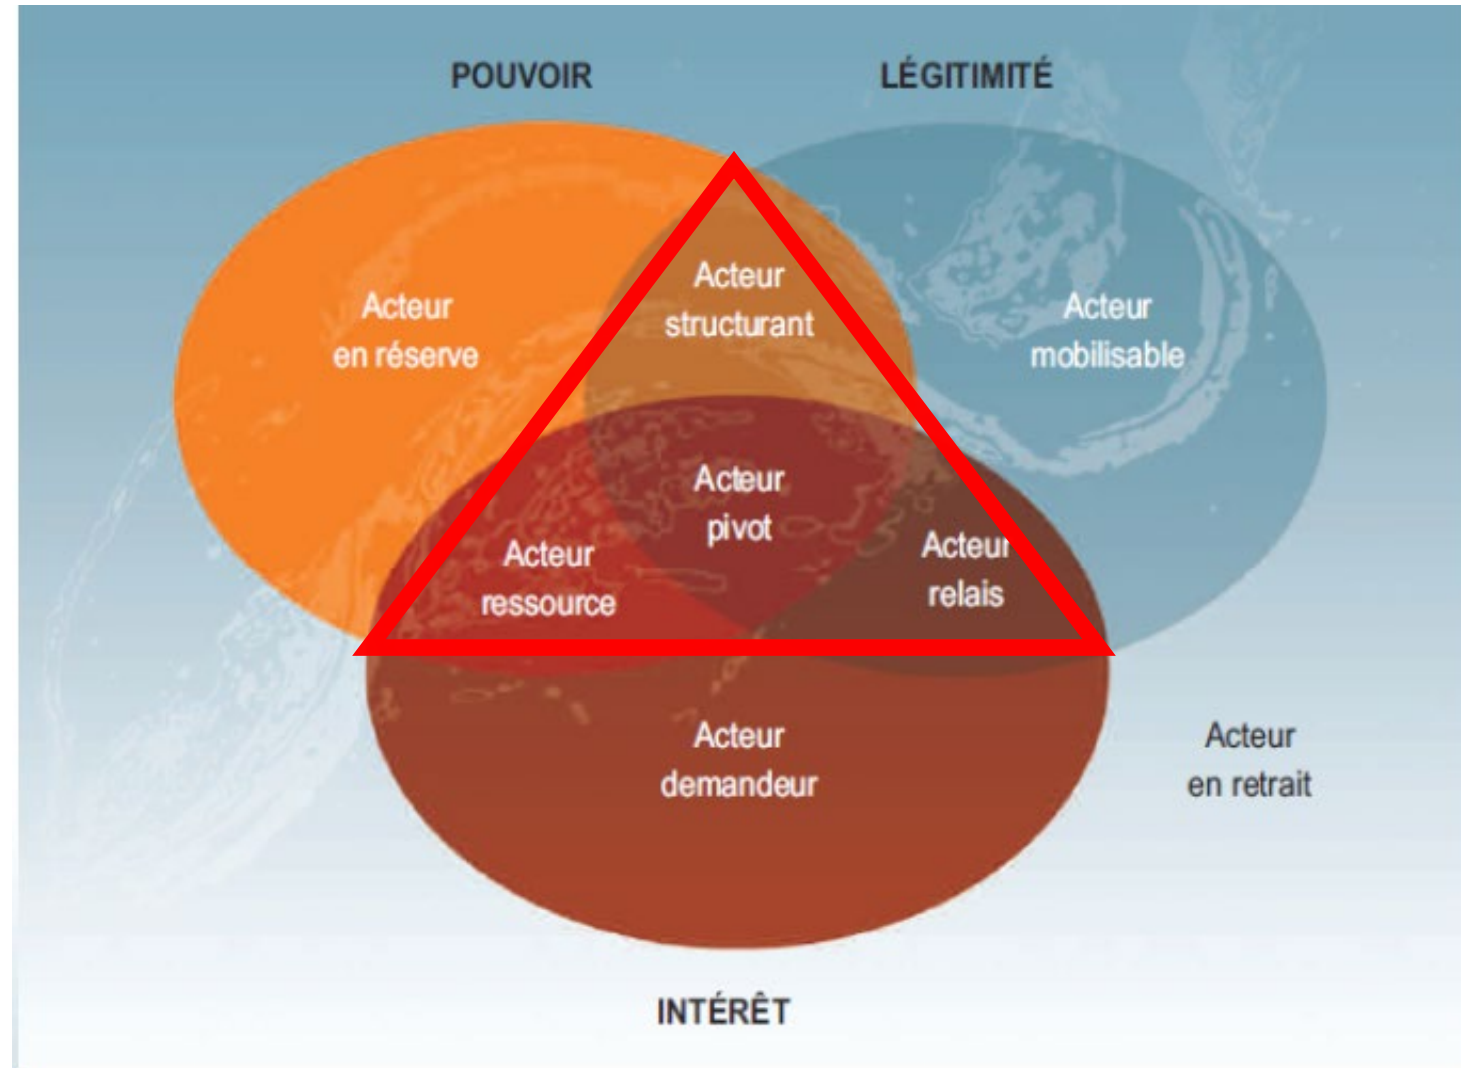 POUVOIR
LÉGITIMITÉ
Acteur
structurant
Acteur
en réserve
Acteur
mobilisable
Acteur
pivot
Acteur
ressource
Acteur
relais
Acteur
demandeur
Acteur
en retrait
INTÉRÊT